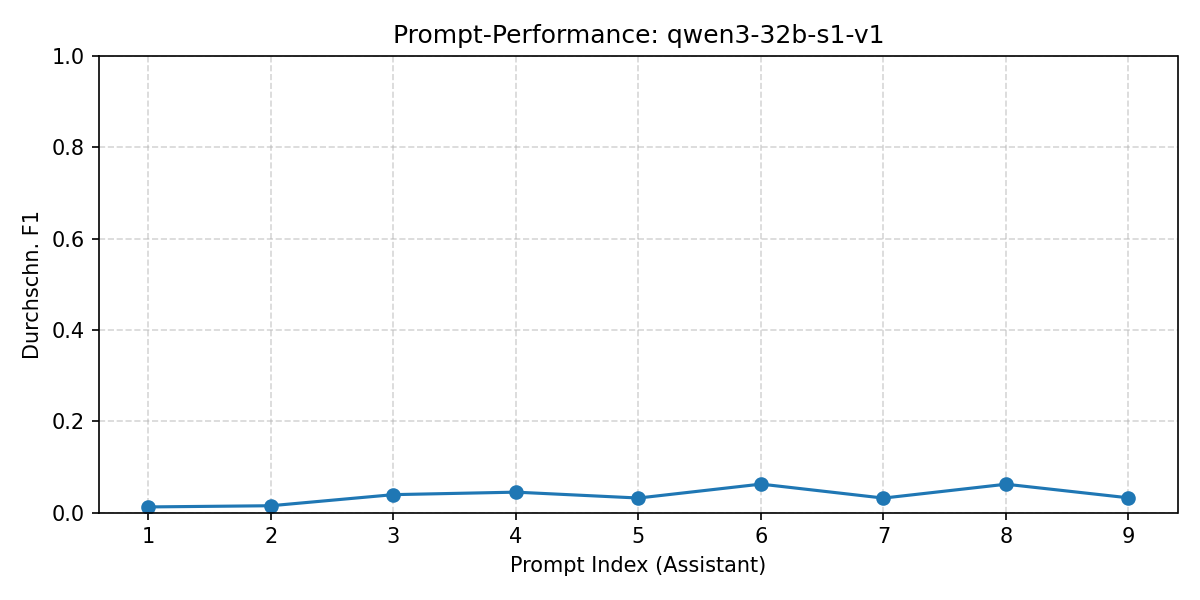 Prompt-Performance: qwen3-32b-s1-v1
1.0
0.8
0.6
0.4
0.2
0.0
Durchschn. F1
1 2 3 4 5 6 7 8 9
Prompt Index (Assistant)